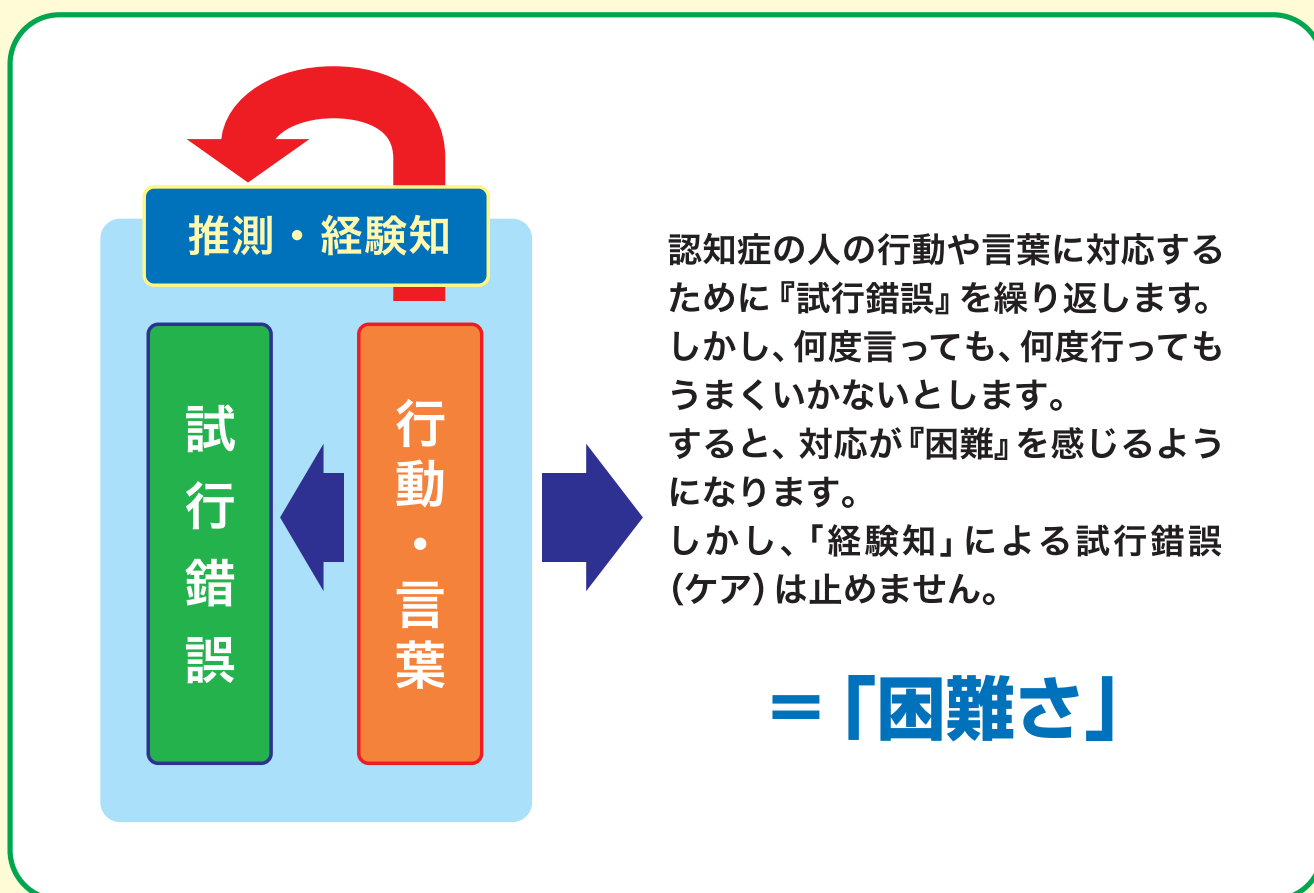 推測・経験知
試行錯誤
行動・言葉
認知症の人の行動や言葉に対応する
ために『試行錯誤』を繰り返します。
しかし、何度言っても、何度行っても
うまくいかないとします。
すると、対応が『困難』を感じるよう
になります。
しかし、「経験知」による試行錯誤
（ケア）は止めません。
＝「困難さ」